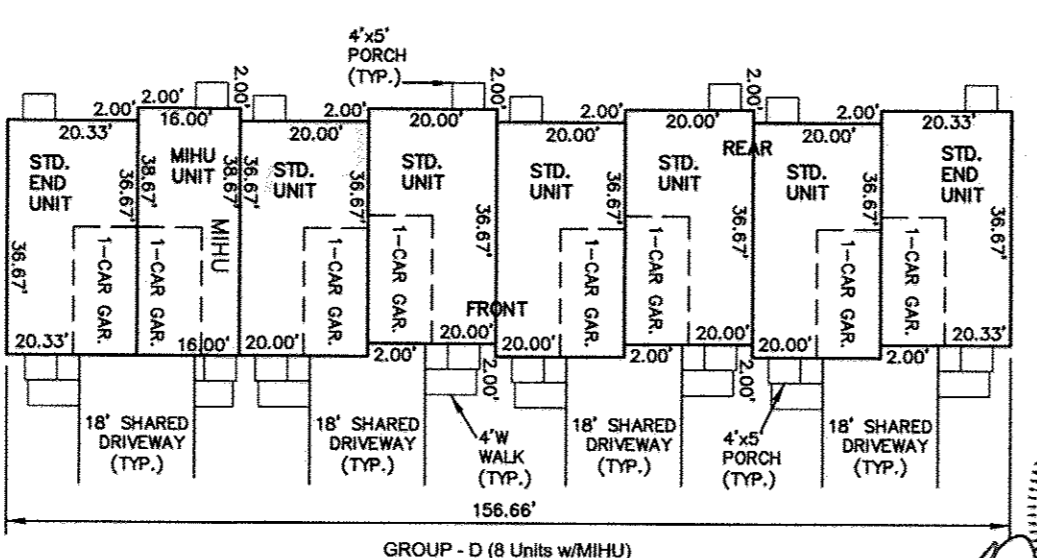 4'x5'
PORCH
(TYP.)
2.00'
2.00'
2.00'
2.00'
2.00'
2.00'
2.00'
2.00'
20.33'
16.00'
20.00'
20.00'
20.00'
20.00'
20.00'
20.33'
STD.
END
UNIT
MIHU
UNIT
STD.
UNIT
STD.
UNIT
STD.
UNIT
STD.
UNIT
REAR
STD.
UNIT
STD.
END
UNIT
36.67'
36.67'
38.67'
38.67'
36.67'
36.67'
36.67'
36.67'
36.67'
36.67'
36.67'
MIHU
1-CAR GAR.
1-CAR GAR.
1-CAR GAR.
1-CAR GAR.
1-CAR GAR.
1-CAR GAR.
1-CAR GAR.
1-CAR GAR.
FRONT
20.33'
16.00'
20.00'
20.00'
20.00'
20.00'
20.00'
20.33'
2.00'
2.00'
2.00'
2.00'
2.00'
18' SHARED
DRIVEWAY
(TYP.)
18' SHARED
DRIVEWAY
(TYP.)
4'W
WALK
(TYP.)
18' SHARED
DRIVEWAY
(TYP.)
4'x5'
PORCH
(TYP.)
18' SHARED
DRIVEWAY
(TYP.)
156.66'
GROUP - D (8 Units w/MIHU)